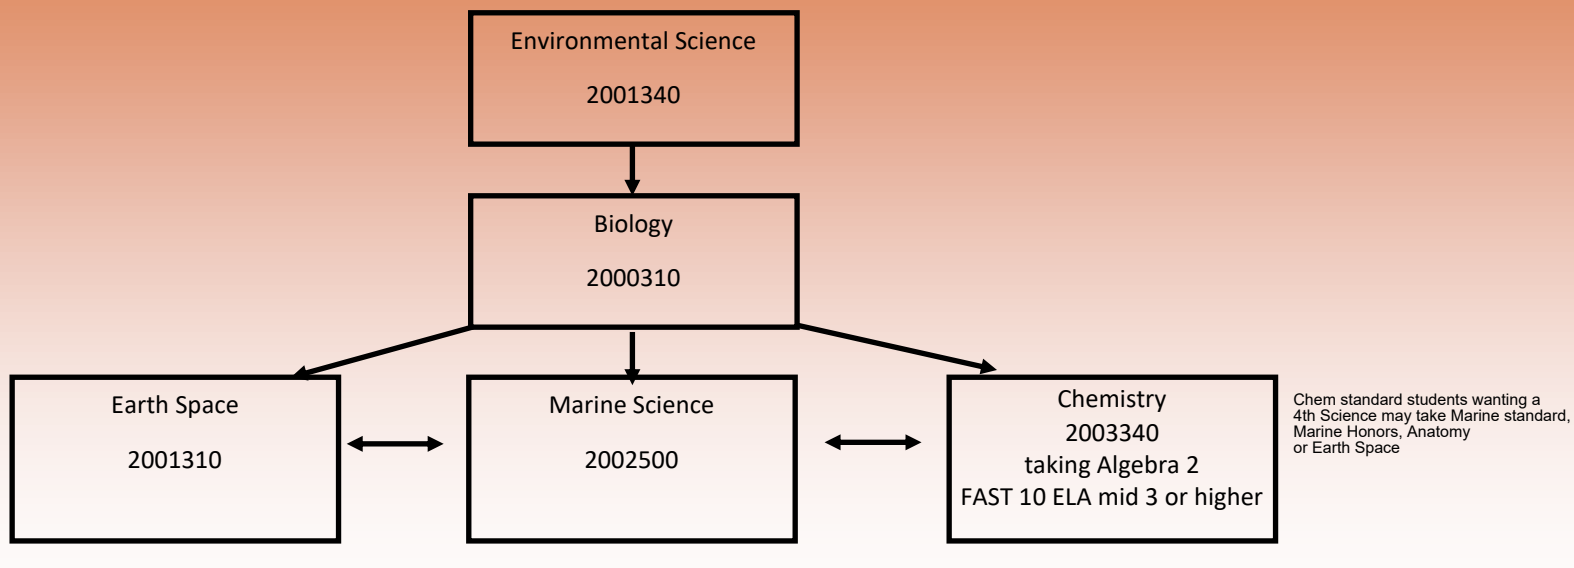 Environmental Science
2001340
Biology
2000310
Earth Space
2001310
Marine Science
2002500
Chemistry
2003340
taking Algebra 2
FAST 10 ELA mid 3 or higher
Chem standard students wanting a
4th Science may take Marine standard,
Marine Honors, Anatomy
or Earth Space